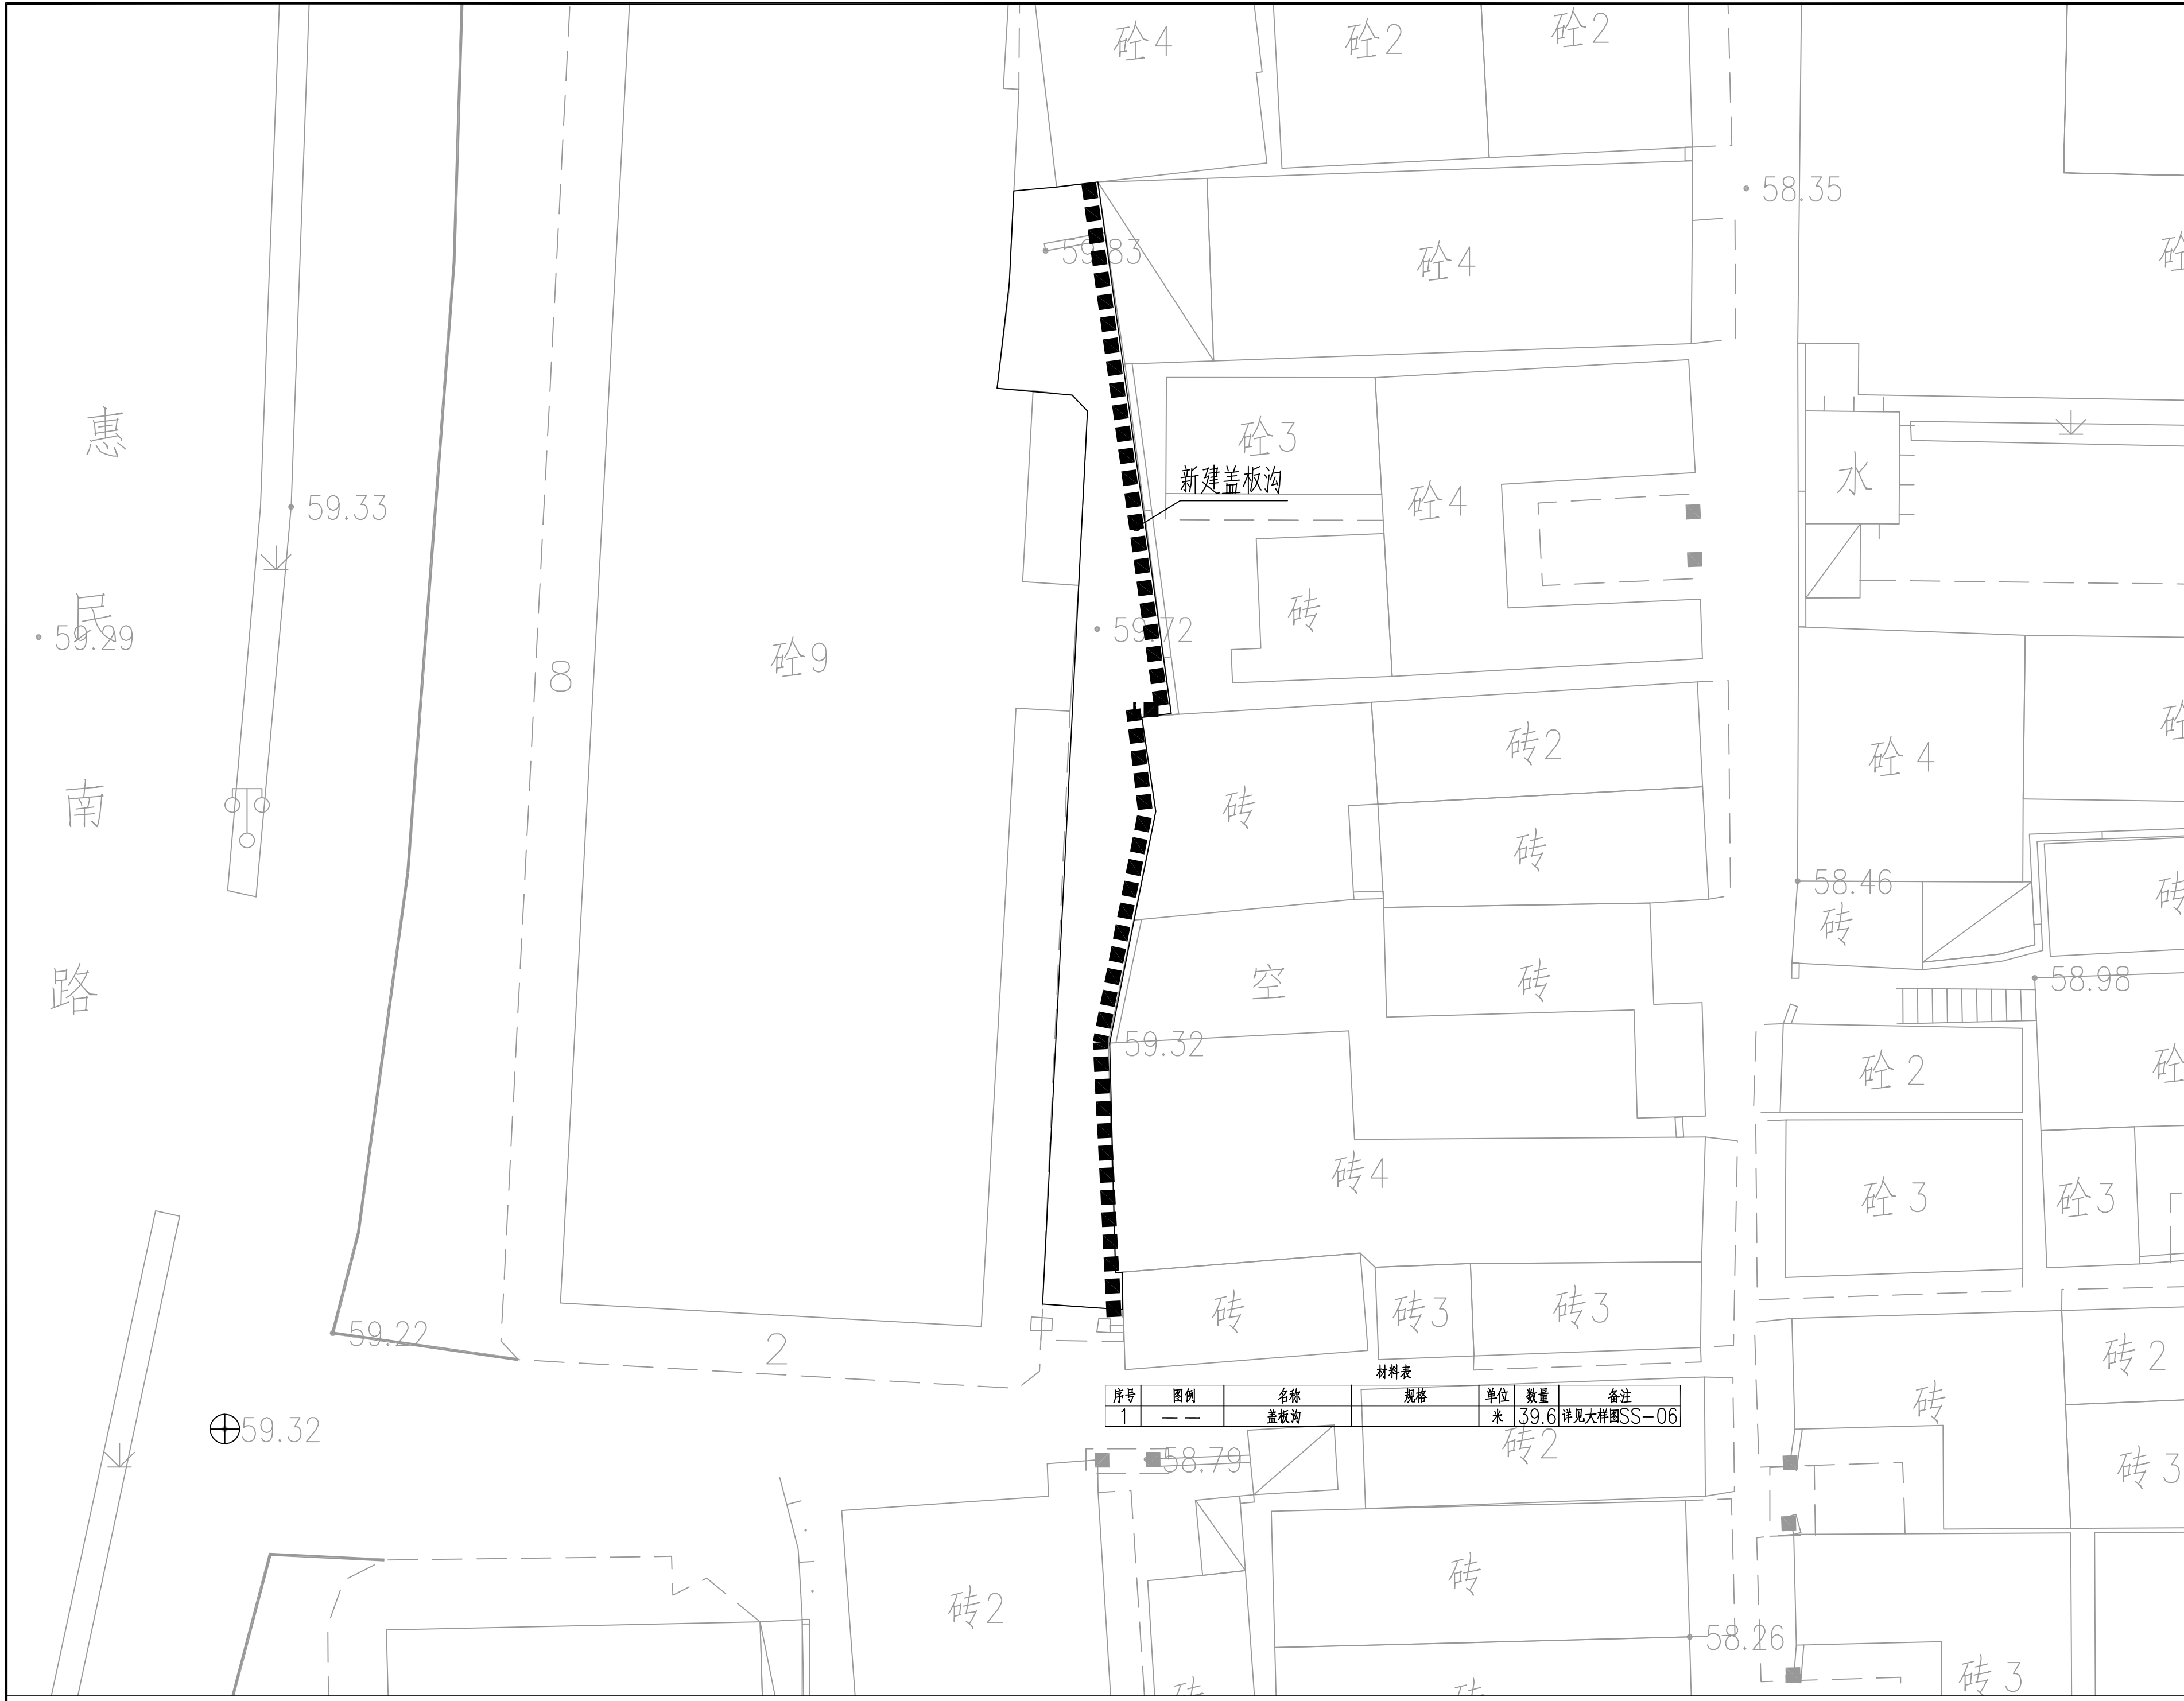 砼4
砼2
砼2
58.35
59.83
砼4
惠民南路
砼3
新建盖板沟
砼4
水
59.33
砖
59.29
59.72
8
砼9
砖2
砼4
砖
砖
58.46
砖
空
砖
58.98
59.32
砼2
砖4
砼3
砼3
砖
砖3
砖3
59.22
2
砖2
材料表
序号 图例 名称 规格 单位 数量 备注
1 —— 盖板沟 米 39.6 详见大样图SS-06
砖
59.32
砖2
58.79
砖3
砖
砖2
58.26
砖3